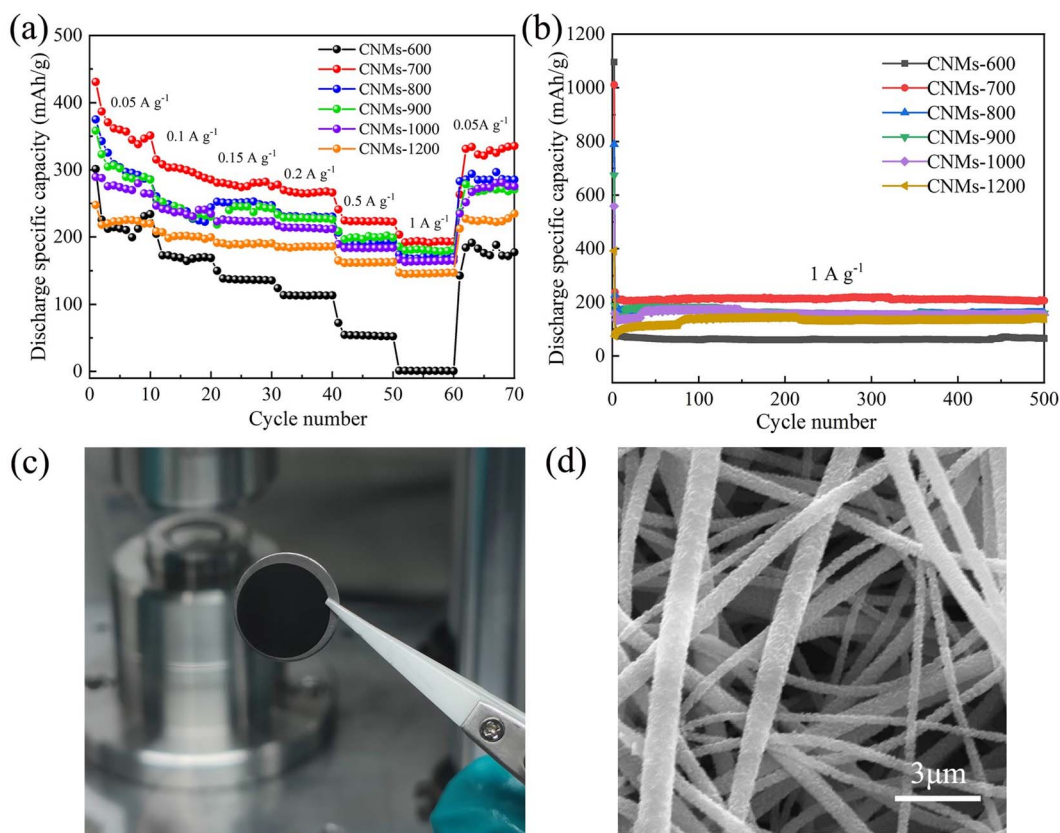 (a)
500
400
300
200
100
0
Discharge specific capacity (mAh/g)
0 10 20 30 40 50 60 70
Cycle number
CNMs-600
CNMs-700
CNMs-800
CNMs-900
CNMs-1000
CNMs-1200
0.05 A g⁻¹
0.1 A g⁻¹
0.15 A g⁻¹
0.2 A g⁻¹
0.5 A g⁻¹
1 A g⁻¹
0.05A g⁻¹
(b)
1200
1000
800
600
400
200
0
-200
Discharge specific capacity (mAh/g)
0 100 200 300 400 500
Cycle number
CNMs-600
CNMs-700
CNMs-800
CNMs-900
CNMs-1000
CNMs-1200
1 A g⁻¹
(c)
(d)
3μm